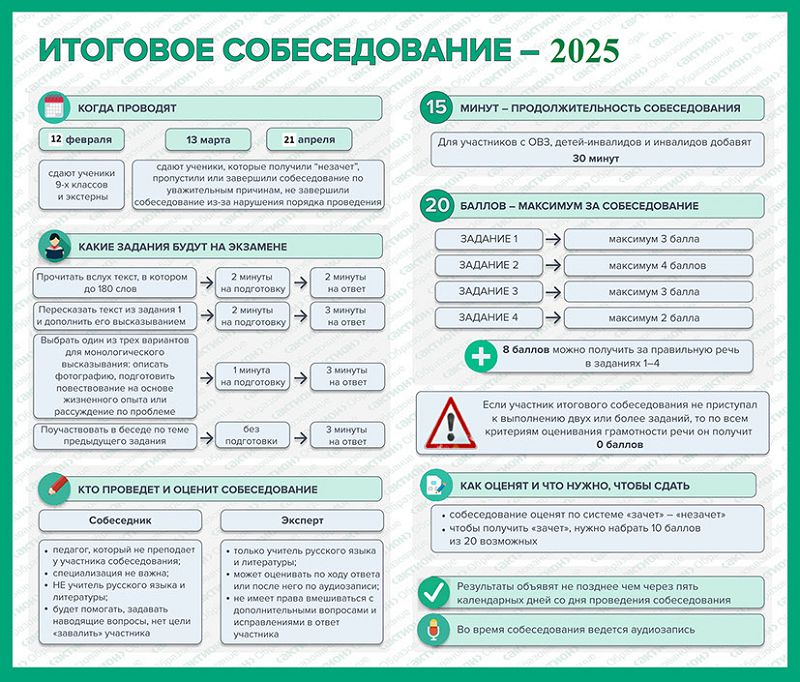 ИТОГОВОЕ СОБЕСЕДОВАНИЕ – 2025
КОГДА ПРОВОДЯТ
12 февраля
13 марта
21 апреля
сдают ученики
9-х классов
и экстерны
сдают ученики, которые получили "незачет",
пропустили или завершили собеседование по
уважительным причинам, не завершили
собеседование из-за нарушения порядка проведения
КАКИЕ ЗАДАНИЯ БУДУТ НА ЭКЗАМЕНЕ
Прочитать вслух текст, в котором
до 180 слов
2 минуты
на подготовку
2 минуты
на ответ
Пересказать текст из задания 1
и дополнить его высказыванием
2 минуты
на подготовку
3 минуты
на ответ
Выбрать один из трех вариантов
для монологического
высказывания: описать
фотографию, подготовить
повествование на основе
жизненного опыта или
рассуждение по проблеме
1 минута
на подготовку
3 минуты
на ответ
Поучаствовать в беседе по теме
предыдущего задания
без
подготовки
3 минуты
на ответ
КТО ПРОВЕДЕТ И ОЦЕНИТ СОБЕСЕДОВАНИЕ
Собеседник
• педагог, который не преподает
у участника собеседования;
• специализация не важна;
• НЕ учитель русского языка и
литературы;
• будет помогать, задавать
наводящие вопросы, нет цели
«завалить» участника
Эксперт
• только учитель русского языка
и литературы;
• может оценивать по ходу ответа
или после него по аудиозаписи;
• не имеет права вмешиваться с
дополнительными вопросами и
исправлениями в ответ
участника
15 МИНУТ – ПРОДОЛЖИТЕЛЬНОСТЬ СОБЕСЕДОВАНИЯ
Для участников с ОВЗ, детей-инвалидов и инвалидов добавят
30 минут
20 БАЛЛОВ – МАКСИМУМ ЗА СОБЕСЕДОВАНИЕ
ЗАДАНИЕ 1
максимум 3 балла
ЗАДАНИЕ 2
максимум 4 баллов
ЗАДАНИЕ 3
максимум 3 балла
ЗАДАНИЕ 4
максимум 2 балла
8 баллов можно получить за правильную речь
в заданиях 1–4
Если участник итогового собеседования не приступал
к выполнению двух или более заданий, то по всем
критериям оценивания грамотности речи он получит
0 баллов
КАК ОЦЕНЯТ И ЧТО НУЖНО, ЧТОБЫ СДАТЬ
• собеседование оценят по системе «зачет» – «незачет»
• чтобы получить «зачет», нужно набрать 10 баллов
из 20 возможных
Результаты объявят не позднее чем через пять
календарных дней со дня проведения собеседования
Во время собеседования ведется аудиозапись